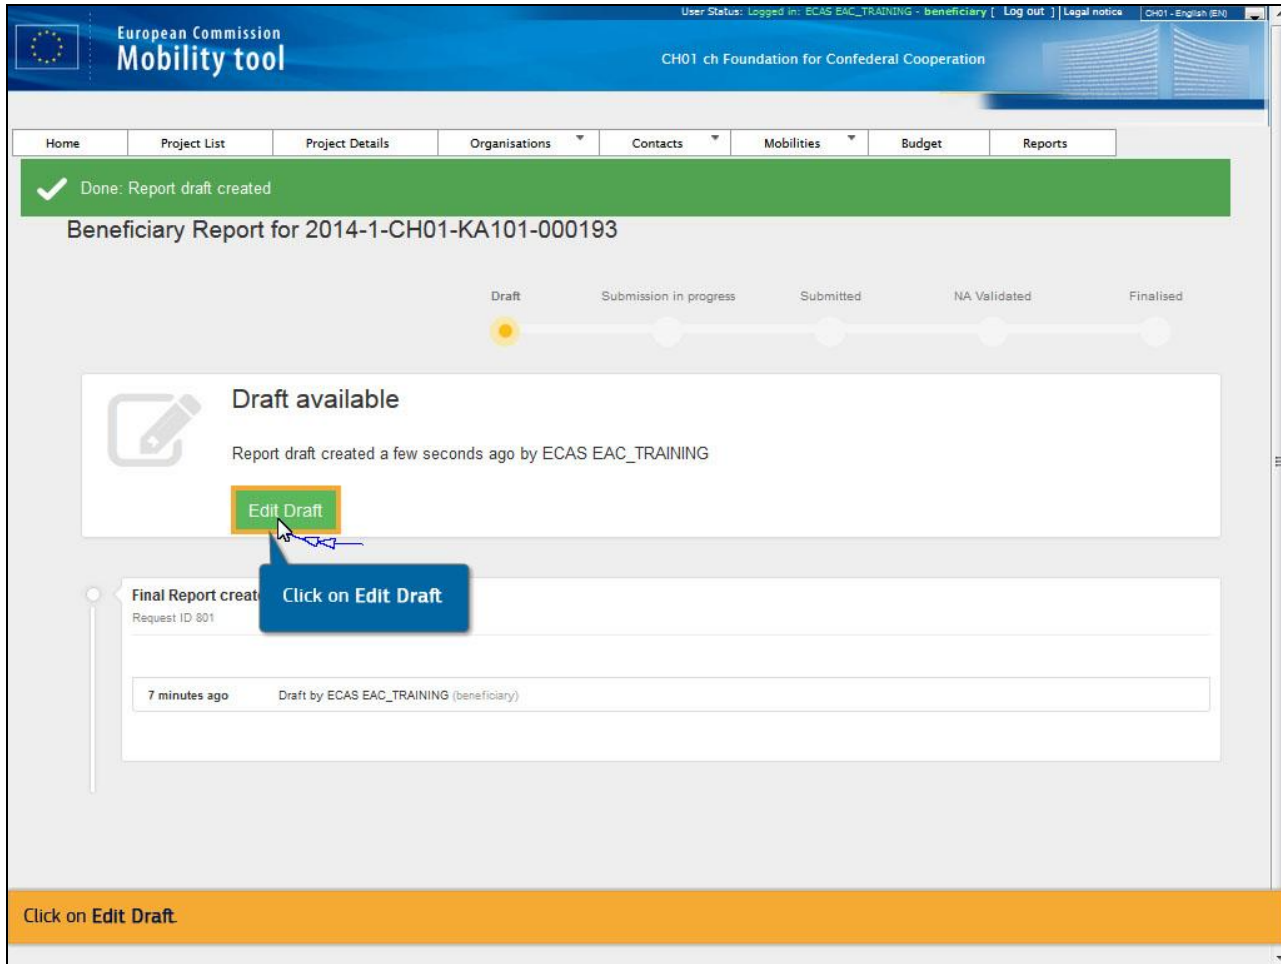 User Status: Logged in: ECAS EAC_TRAINING - beneficiary [ Log out ] | Legal notice CH01 - English (EN)
European Commission
Mobility tool
CH01 ch Foundation for Confederal Cooperation
Home Project List Project Details Organisations Contacts Mobilities Budget Reports
Done: Report draft created
Beneficiary Report for 2014-1-CH01-KA101-000193
Draft Submission in progress Submitted NA Validated Finalised
Draft available
Report draft created a few seconds ago by ECAS EAC_TRAINING
Edit Draft
Click on Edit Draft
Final Report creat
Request ID 801
7 minutes ago Draft by ECAS EAC_TRAINING (beneficiary)
Click on Edit Draft.